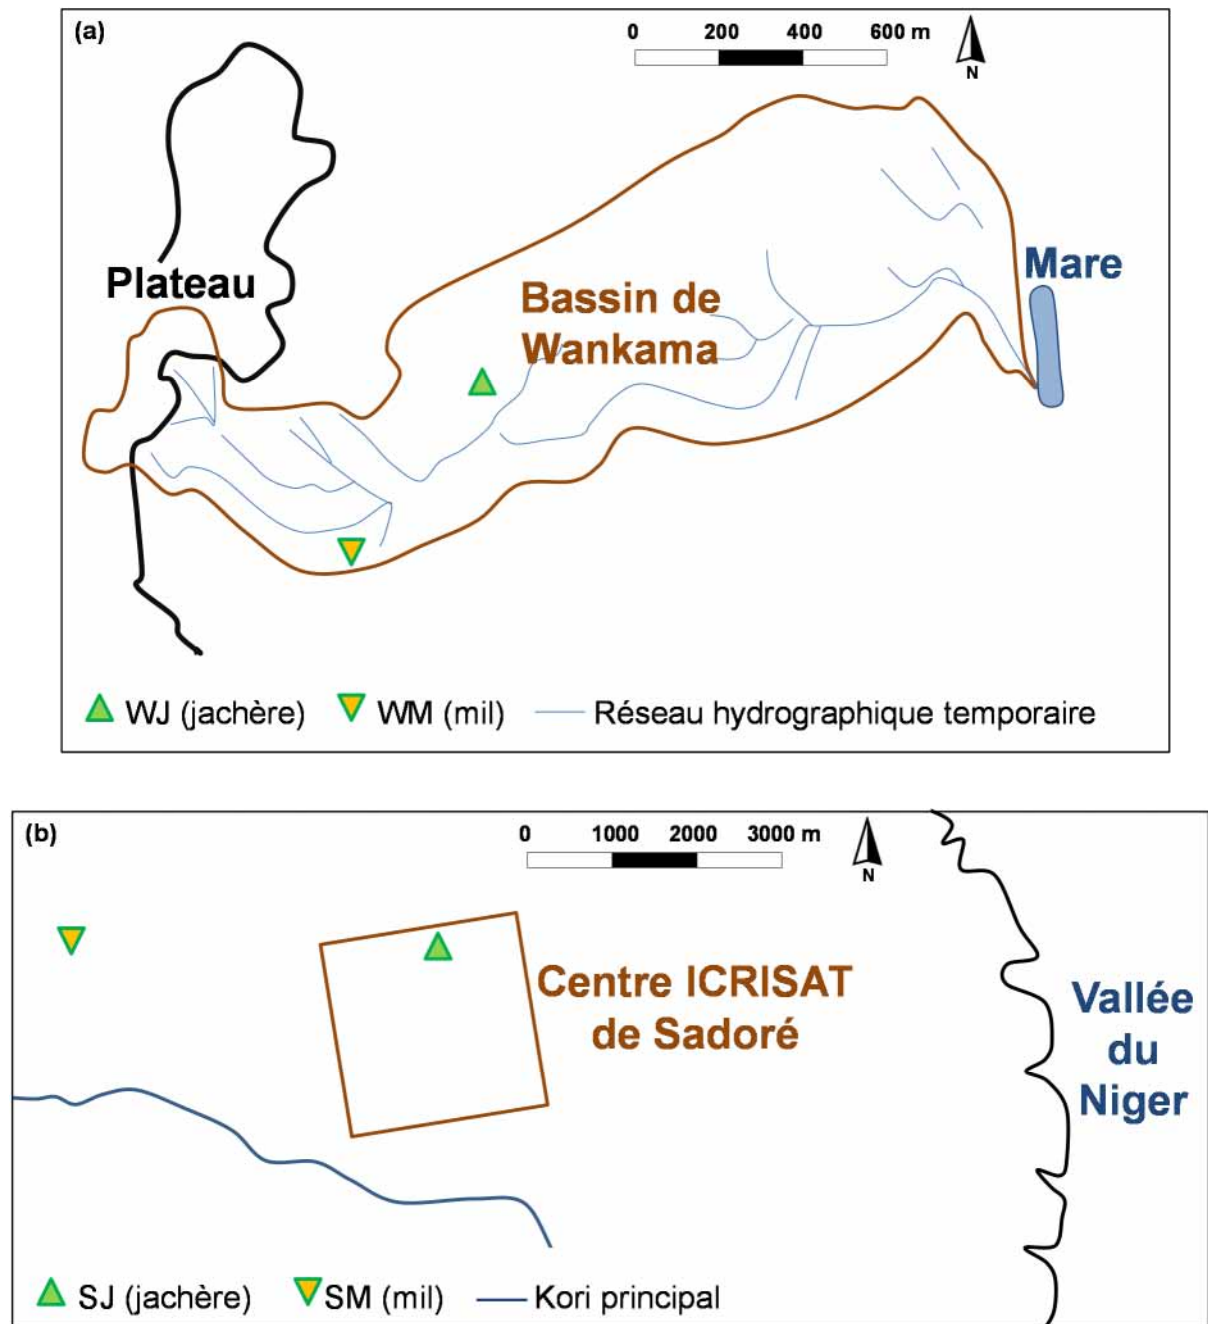 (a)
0 200 400 600 m
N
Plateau
Bassin de
Wankama
Mare
WJ (jachère) WM (mil) Réseau hydrographique temporaire
(b)
0 1000 2000 3000 m
N
Centre ICRISAT
de Sadoré
Vallée
du
Niger
SJ (jachère) SM (mil) Kori principal